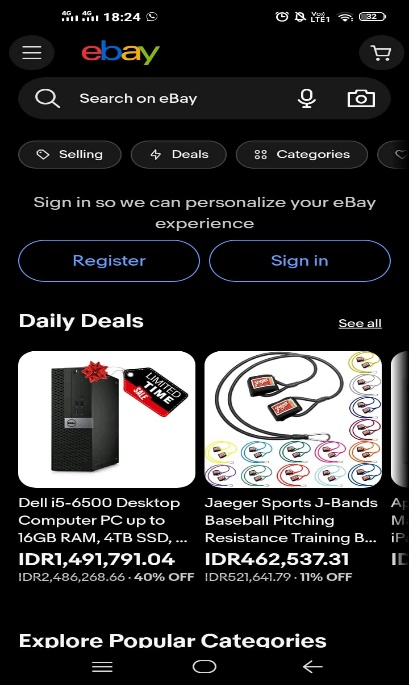 4G 4G 18:24 Vo) LTE1 32
ebay
Search on eBay
Selling Deals Categories
Sign in so we can personalize your eBay
experience
Register Sign in
Daily Deals See all
LIMITED
TIME
SALE
Dell i5-6500 Desktop
Computer PC up to
16GB RAM, 4TB SSD, ...
IDR1,491,791.04
IDR2,486,268.66 · 40% OFF
Jaeger Sports J-Bands
Baseball Pitching
Resistance Training B...
IDR462,537.31
IDR521,641.79 · 11% OFF
Explore Popular Categories